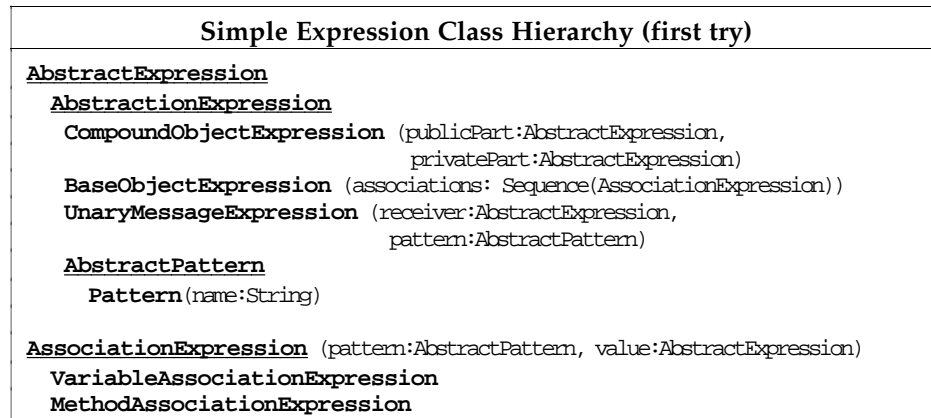 Simple Expression Class Hierarchy (first try)
AbstractExpression
AbstractionExpression
CompoundObjectExpression (publicPart:AbstractExpression,
privatePart:AbstractExpression)
BaseObjectExpression (associations: Sequence(AssociationExpression))
UnaryMessageExpression (receiver:AbstractExpression,
pattern:AbstractPattern)
AbstractPattern
Pattern(name:String)
AssociationExpression (pattern:AbstractPattern, value:AbstractExpression)
VariableAssociationExpression
MethodAssociationExpression